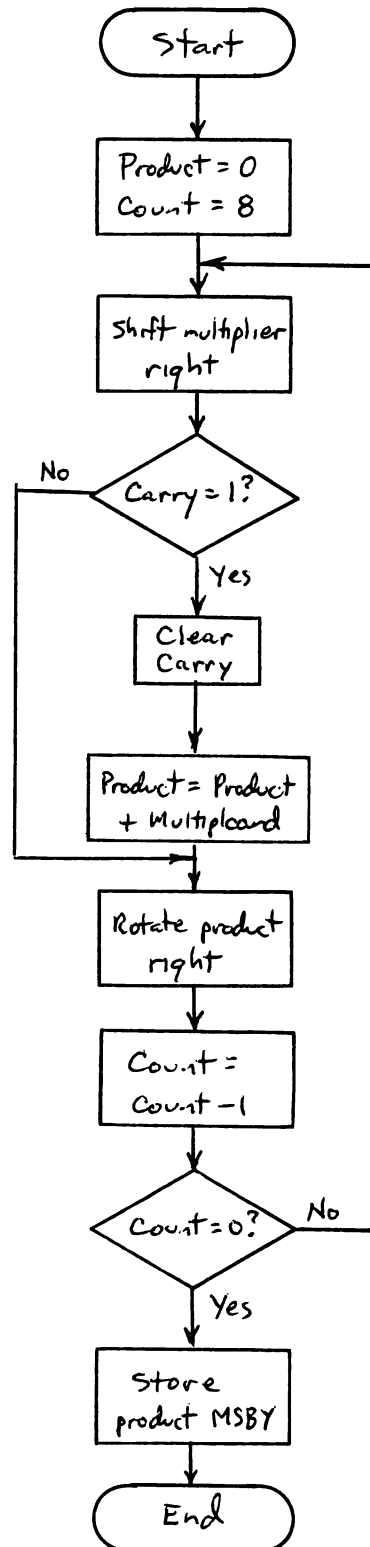 Start
Product = 0
Count = 8
Shift multiplier
right
Carry = 1?
No
Yes
Clear
Carry
Product = Product
+ Multiplicand
Rotate product
right
Count =
Count - 1
Count = 0?
No
Yes
Store
product MSBY
End